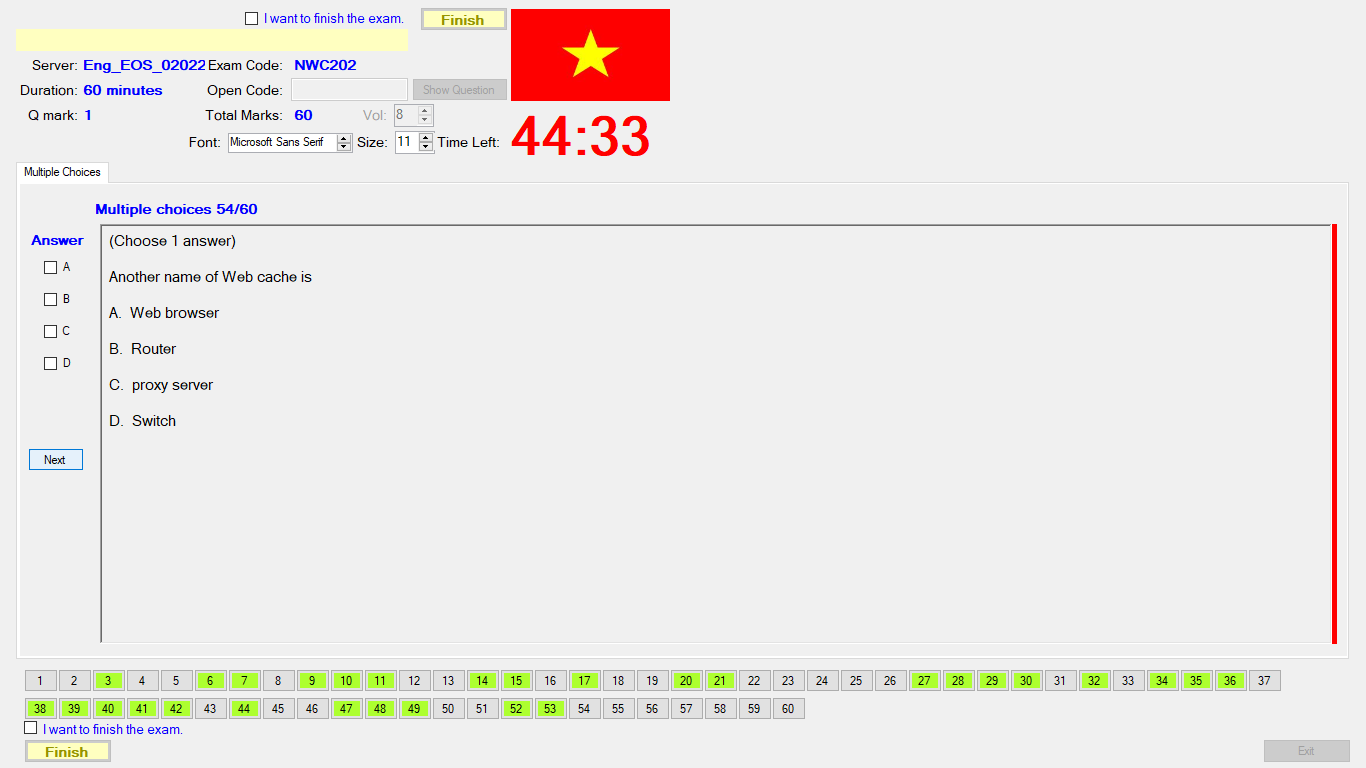 I want to finish the exam.
Finish
Server: Eng_EOS_02022 Exam Code: NWC202
Duration: 60 minutes Open Code: Show Question
Q mark: 1 Total Marks: 60 Vol: 8
Font: Microsoft Sans Serif Size: 11 Time Left: 44:33
Multiple Choices
Multiple choices 54/60
Answer
A
B
C
D
Next
(Choose 1 answer)
Another name of Web cache is
A. Web browser
B. Router
C. proxy server
D. Switch
1 2 3 4 5 6 7 8 9 10 11 12 13 14 15 16 17 18 19 20 21 22 23 24 25 26 27 28 29 30 31 32 33 34 35 36 37
38 39 40 41 42 43 44 45 46 47 48 49 50 51 52 53 54 55 56 57 58 59 60
I want to finish the exam.
Finish
Exit